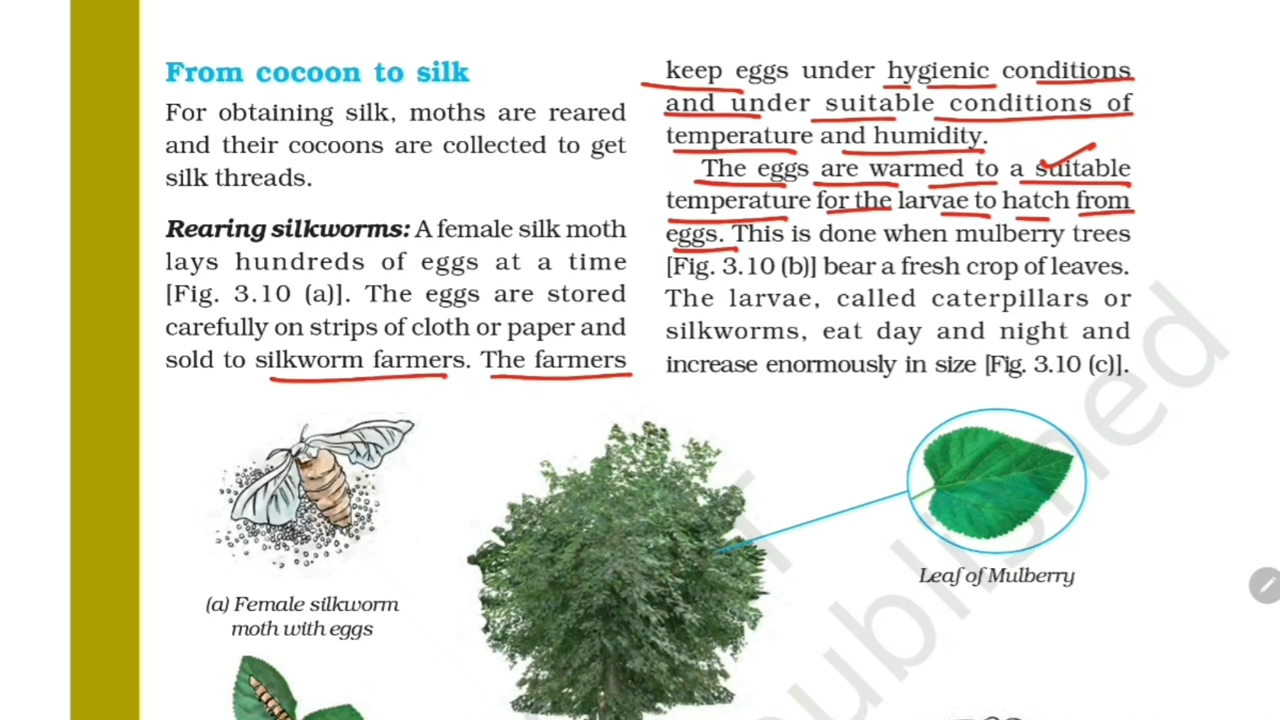 From cocoon to silk
For obtaining silk, moths are reared
and their cocoons are collected to get
silk threads.
Rearing silkworms: A female silk moth
lays hundreds of eggs at a time
[Fig. 3.10 (a)]. The eggs are stored
carefully on strips of cloth or paper and
sold to silkworm farmers. The farmers
keep eggs under hygienic conditions
and under suitable conditions of
temperature and humidity.
The eggs are warmed to a suitable
temperature for the larvae to hatch from
eggs. This is done when mulberry trees
[Fig. 3.10 (b)] bear a fresh crop of leaves.
The larvae, called caterpillars or
silkworms, eat day and night and
increase enormously in size [Fig. 3.10 (c)].
(a) Female silkworm
moth with eggs
Leaf of Mulberry